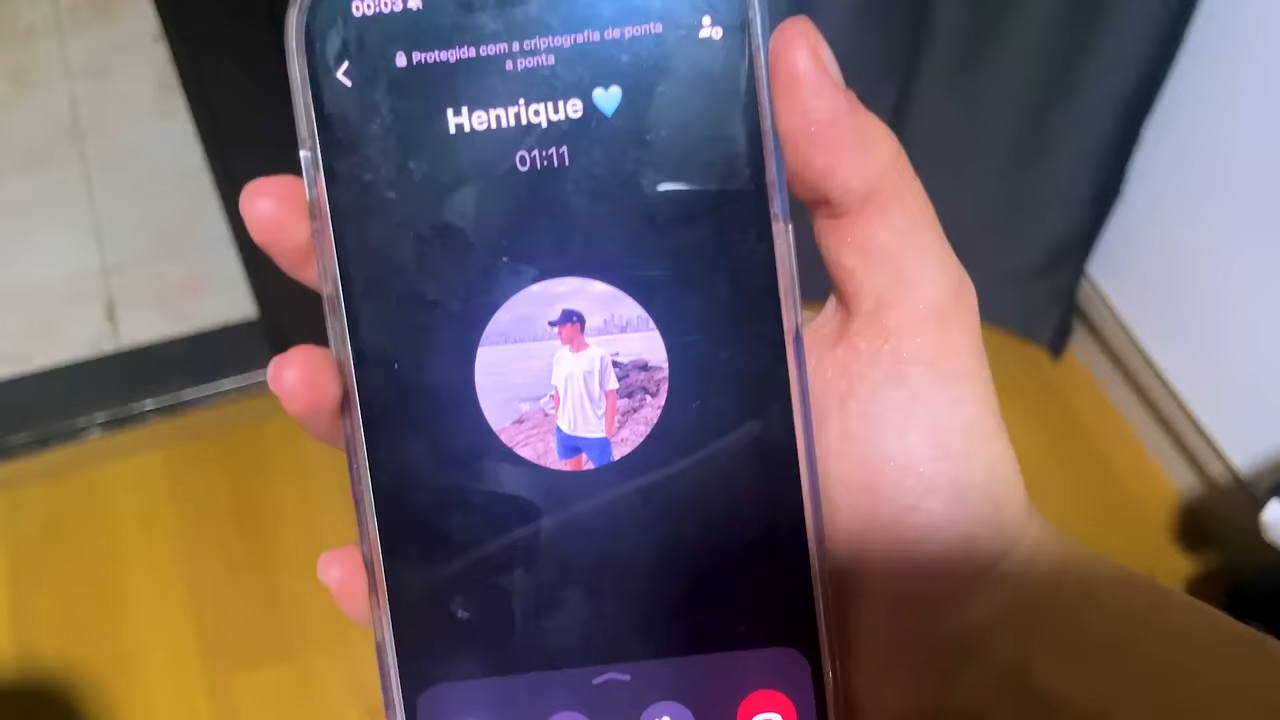 00:03
Protegida com a criptografia de ponta
a ponta
Henrique 🩵
01:11